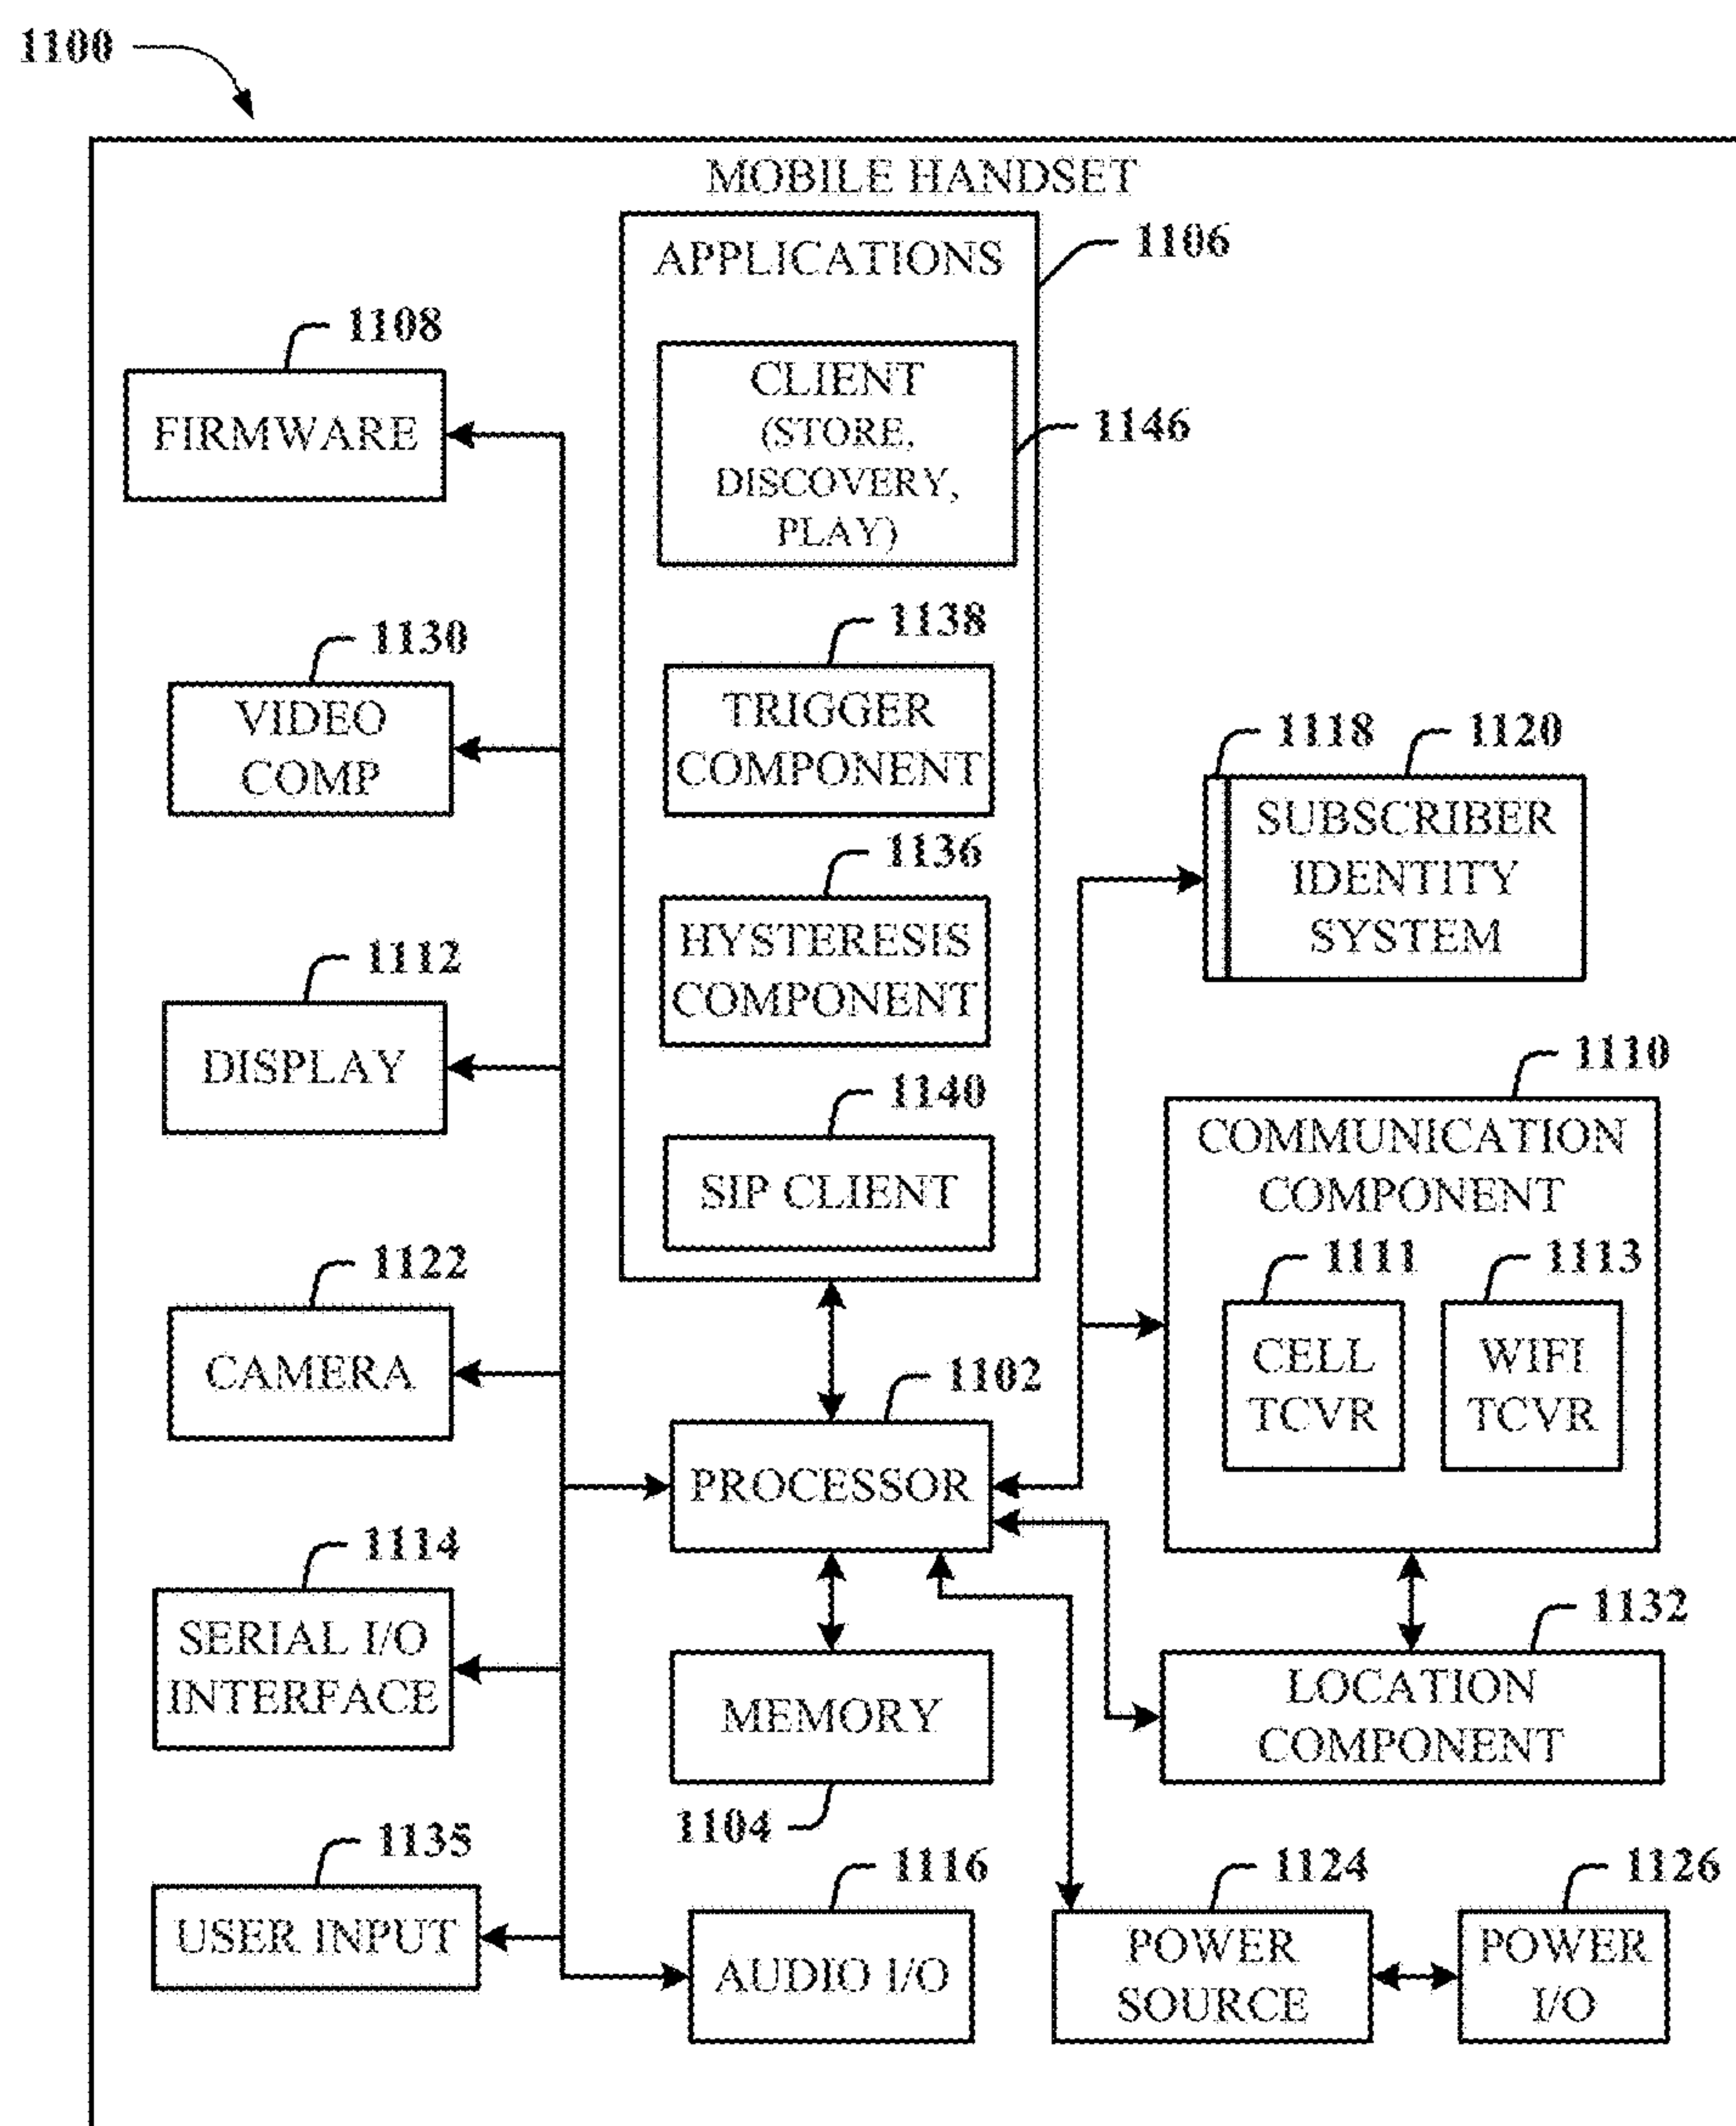 1100
MOBILE HANDSET
APPLICATIONS
1106
CLIENT
(STORE,
DISCOVERY,
PLAY)
1146
1138
TRIGGER
COMPONENT
1136
HYSTERESIS
COMPONENT
1140
SIP CLIENT
1108
FIRMWARE
1130
VIDEO
COMP
1112
DISPLAY
1122
CAMERA
1114
SERIAL I/O
INTERFACE
1135
USER INPUT
1102
PROCESSOR
MEMORY
1104
1116
AUDIO I/O
1118
1120
SUBSCRIBER
IDENTITY
SYSTEM
1110
COMMUNICATION
COMPONENT
1111
CELL
TCVR
1113
WIFI
TCVR
1132
LOCATION
COMPONENT
1124
POWER
SOURCE
1126
POWER
I/O